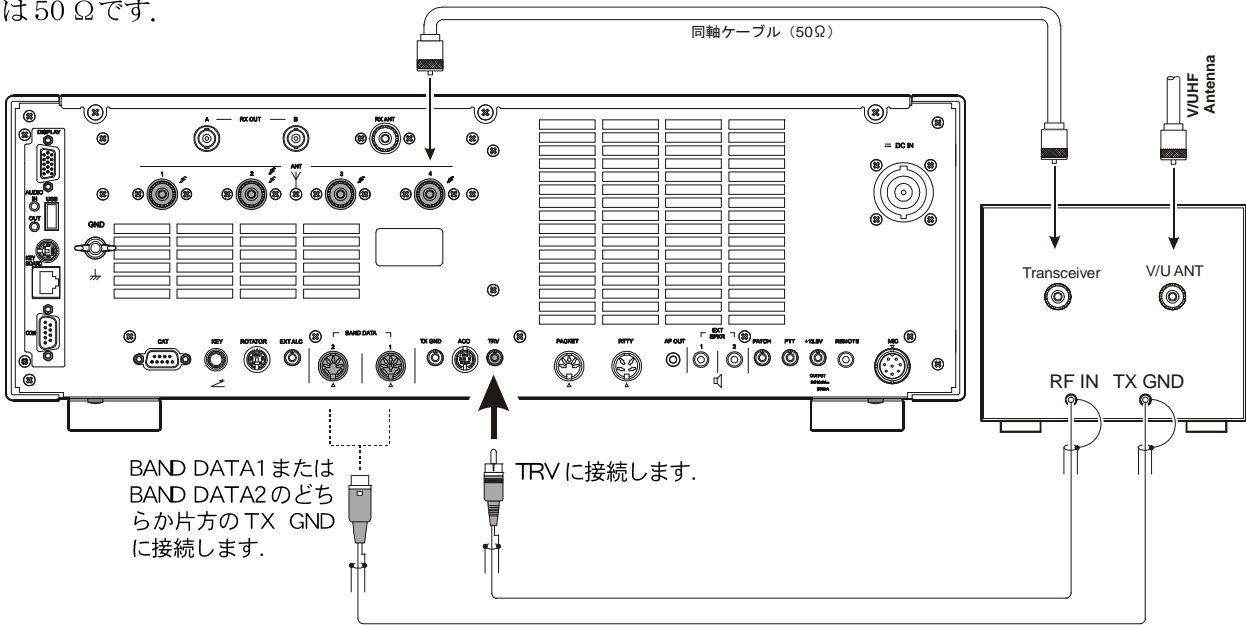 は50 Ωです.
同軸ケーブル（50Ω）
V/UHF
Antenna
DISPLAY
A RX OUT B
RX ANT
DC IN
ANT
1 2 3 4
AUDIO
IN USB
OUT
GND
KEY
BOARD
COM
Transceiver
V/U ANT
CAT
KEY
ROTATOR
EXT ALC
BAND DATA
2 1
TX GND
ACC
TRV
PACKET
RTTY
AF OUT
EXT
SPKR
1 2
PATCH
PTT
+13.8V
REMOTE
MIC
OUTPUT
RF IN TX GND
BAND DATA1または
BAND DATA2のどち
らか片方のTX GND
に接続します.
TRVに接続します.